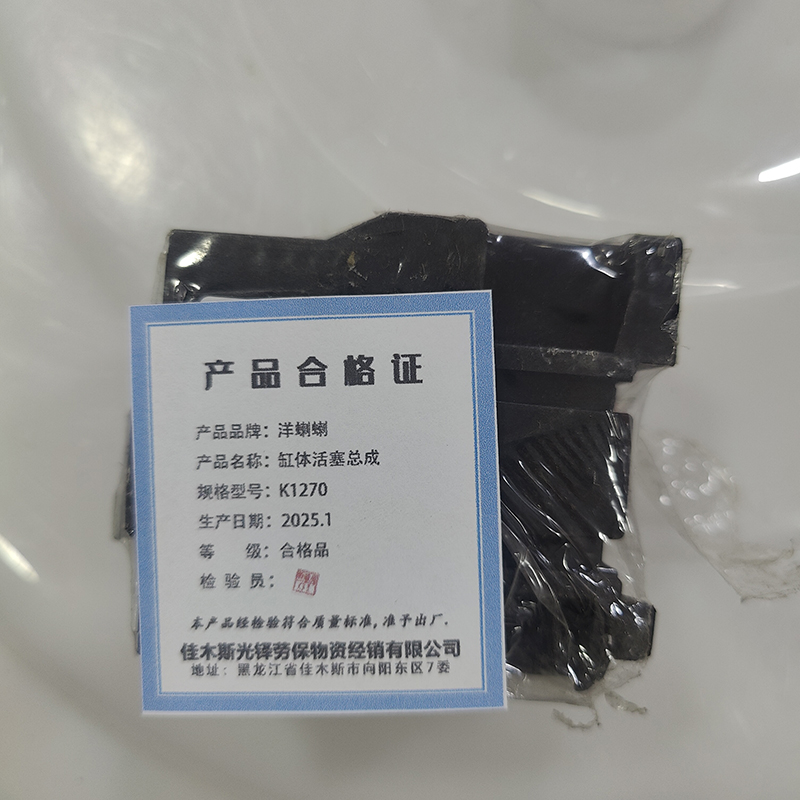 产品合格证
产品品牌：洋蝲蝲
产品名称：缸体活塞总成
规格型号：K1270
生产日期：2025.1
等 级：合格品
检 验 员：
01
本产品经检验符合质量标准，准予出厂.
佳木斯光铎劳保物资经销有限公司
地址：黑龙江省佳木斯市向阳东区7委